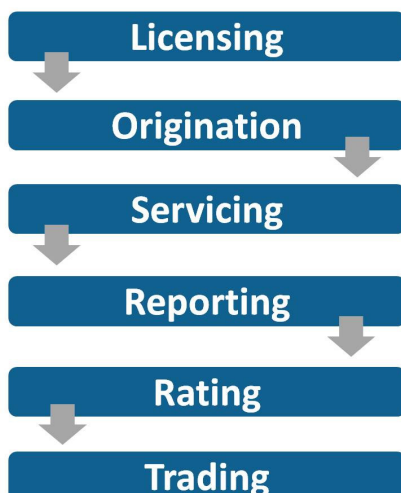 Licensing
Origination
Servicing
Reporting
Rating
Trading